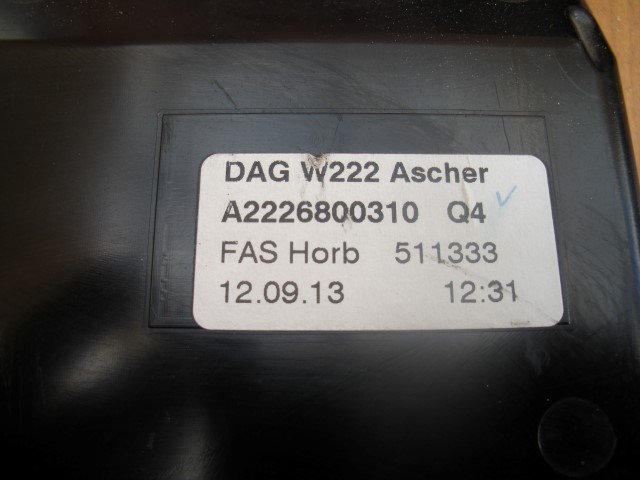 DAG W222 Ascher
A2226800310 Q4
FAS Horb 511333
12.09.13 12:31